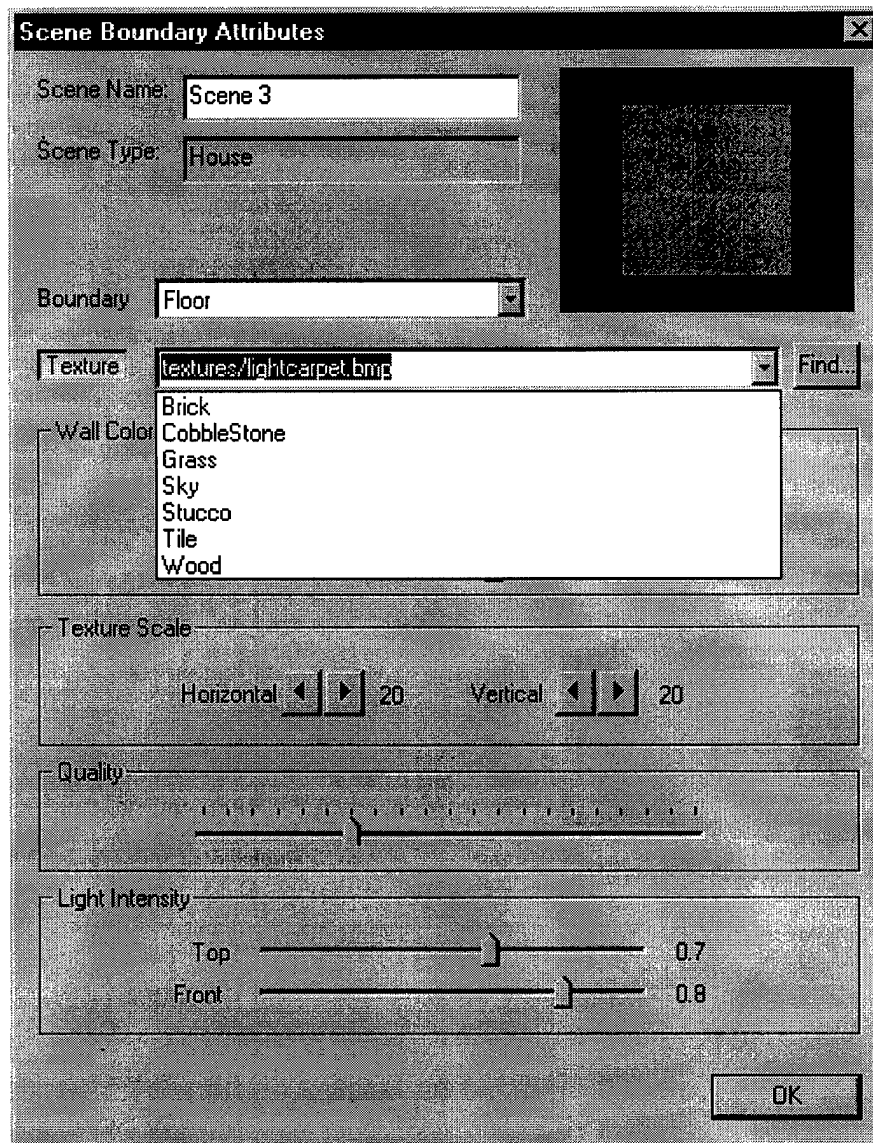 Scene Boundary Attributes
Scene Name: Scene 3
Scene Type: House
Boundary Floor
Texture textures/lightcarpet.bmp Find...
Brick
Wall Color CobbleStone
Grass
Sky
Stucco
Tile
Wood
Texture Scale
Horizontal 20 Vertical 20
Quality
Light Intensity
Top 0.7
Front 0.8
OK